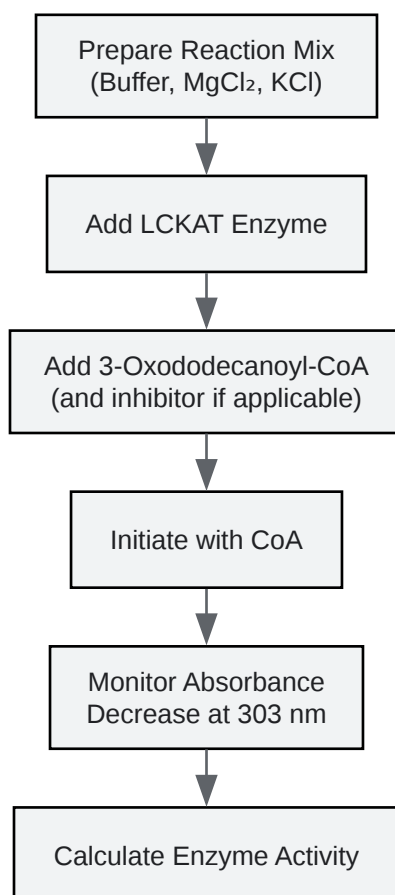 Prepare Reaction Mix
(Buffer, MgCl₂, KCl)
Add LCKAT Enzyme
Add 3-Oxododecanoyl-CoA
(and inhibitor if applicable)
Initiate with CoA
Monitor Absorbance
Decrease at 303 nm
Calculate Enzyme Activity